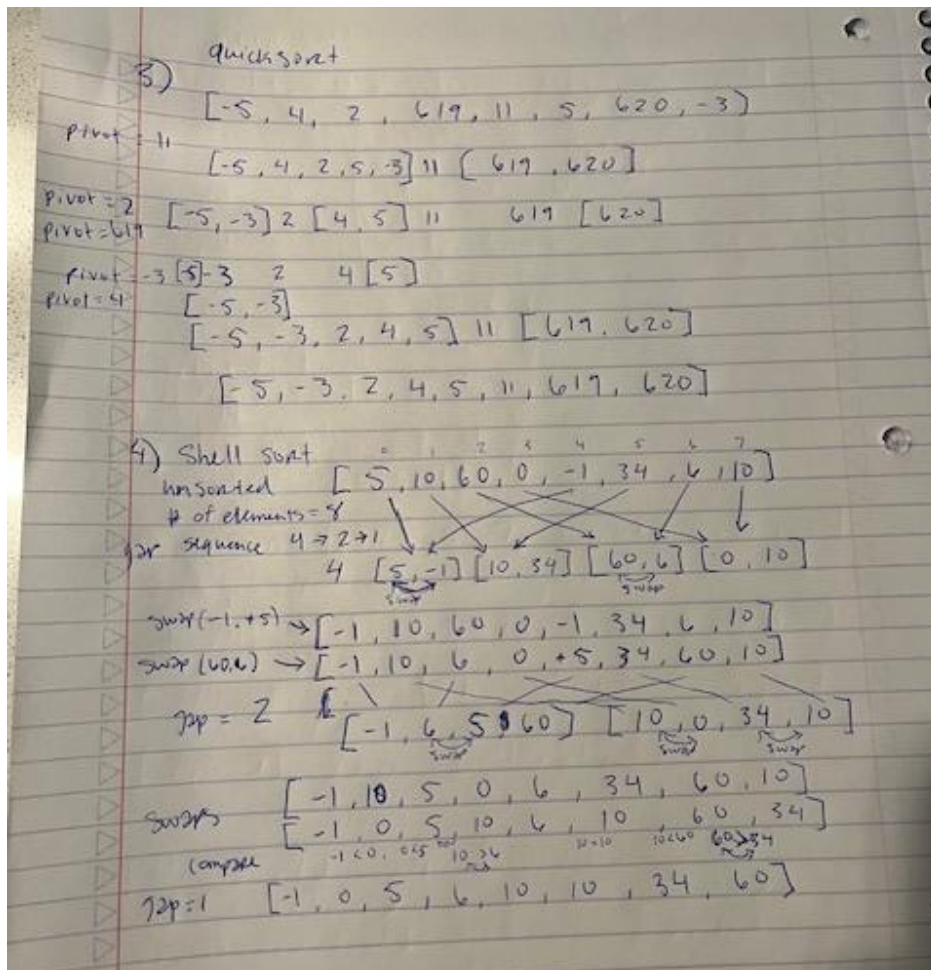 quicksort
3)
[-5, 4, 2, 619, 11, 5, 620, -3]
pivot = 11
[-5, 4, 2, 5, -3] 11 [619, 620]
pivot = 2 [-5, -3] 2 [4, 5] 11 619 [620]
pivot = 619
pivot = -3 [-5] -3 2 4 [5]
pivot = 4 [-5, -3]
[-5, -3, 2, 4, 5] 11 [619, 620]
[-5, -3, 2, 4, 5, 11, 619, 620]
4) Shell sort 0 1 2 3 4 5 6 7
unsorted [5, 10, 60, 0, -1, 34, 6, 10]
# of elements = 8
gap sequence 4 → 2 → 1
4 [5, -1] [10, 34] [60, 6] [0, 10]
swap swap
swap (-1, +5) → [-1, 10, 60, 0, -1, 34, 6, 10]
swap (60,6) → [-1, 10, 6, 0, +5, 34, 60, 10]
gap = 2 [-1, 6, 5 60] [10, 0, 34, 10]
swap swap swap
[-1, 10, 5, 0, 6, 34, 60, 10]
swaps
[-1, 0, 5, 10, 6, 10, 60, 34]
compare -1 < 0, 0<5 10 > 6 10 = 10 10 < 60 60 > 34
gap = 1 [-1, 0, 5, 6, 10, 10, 34, 60]